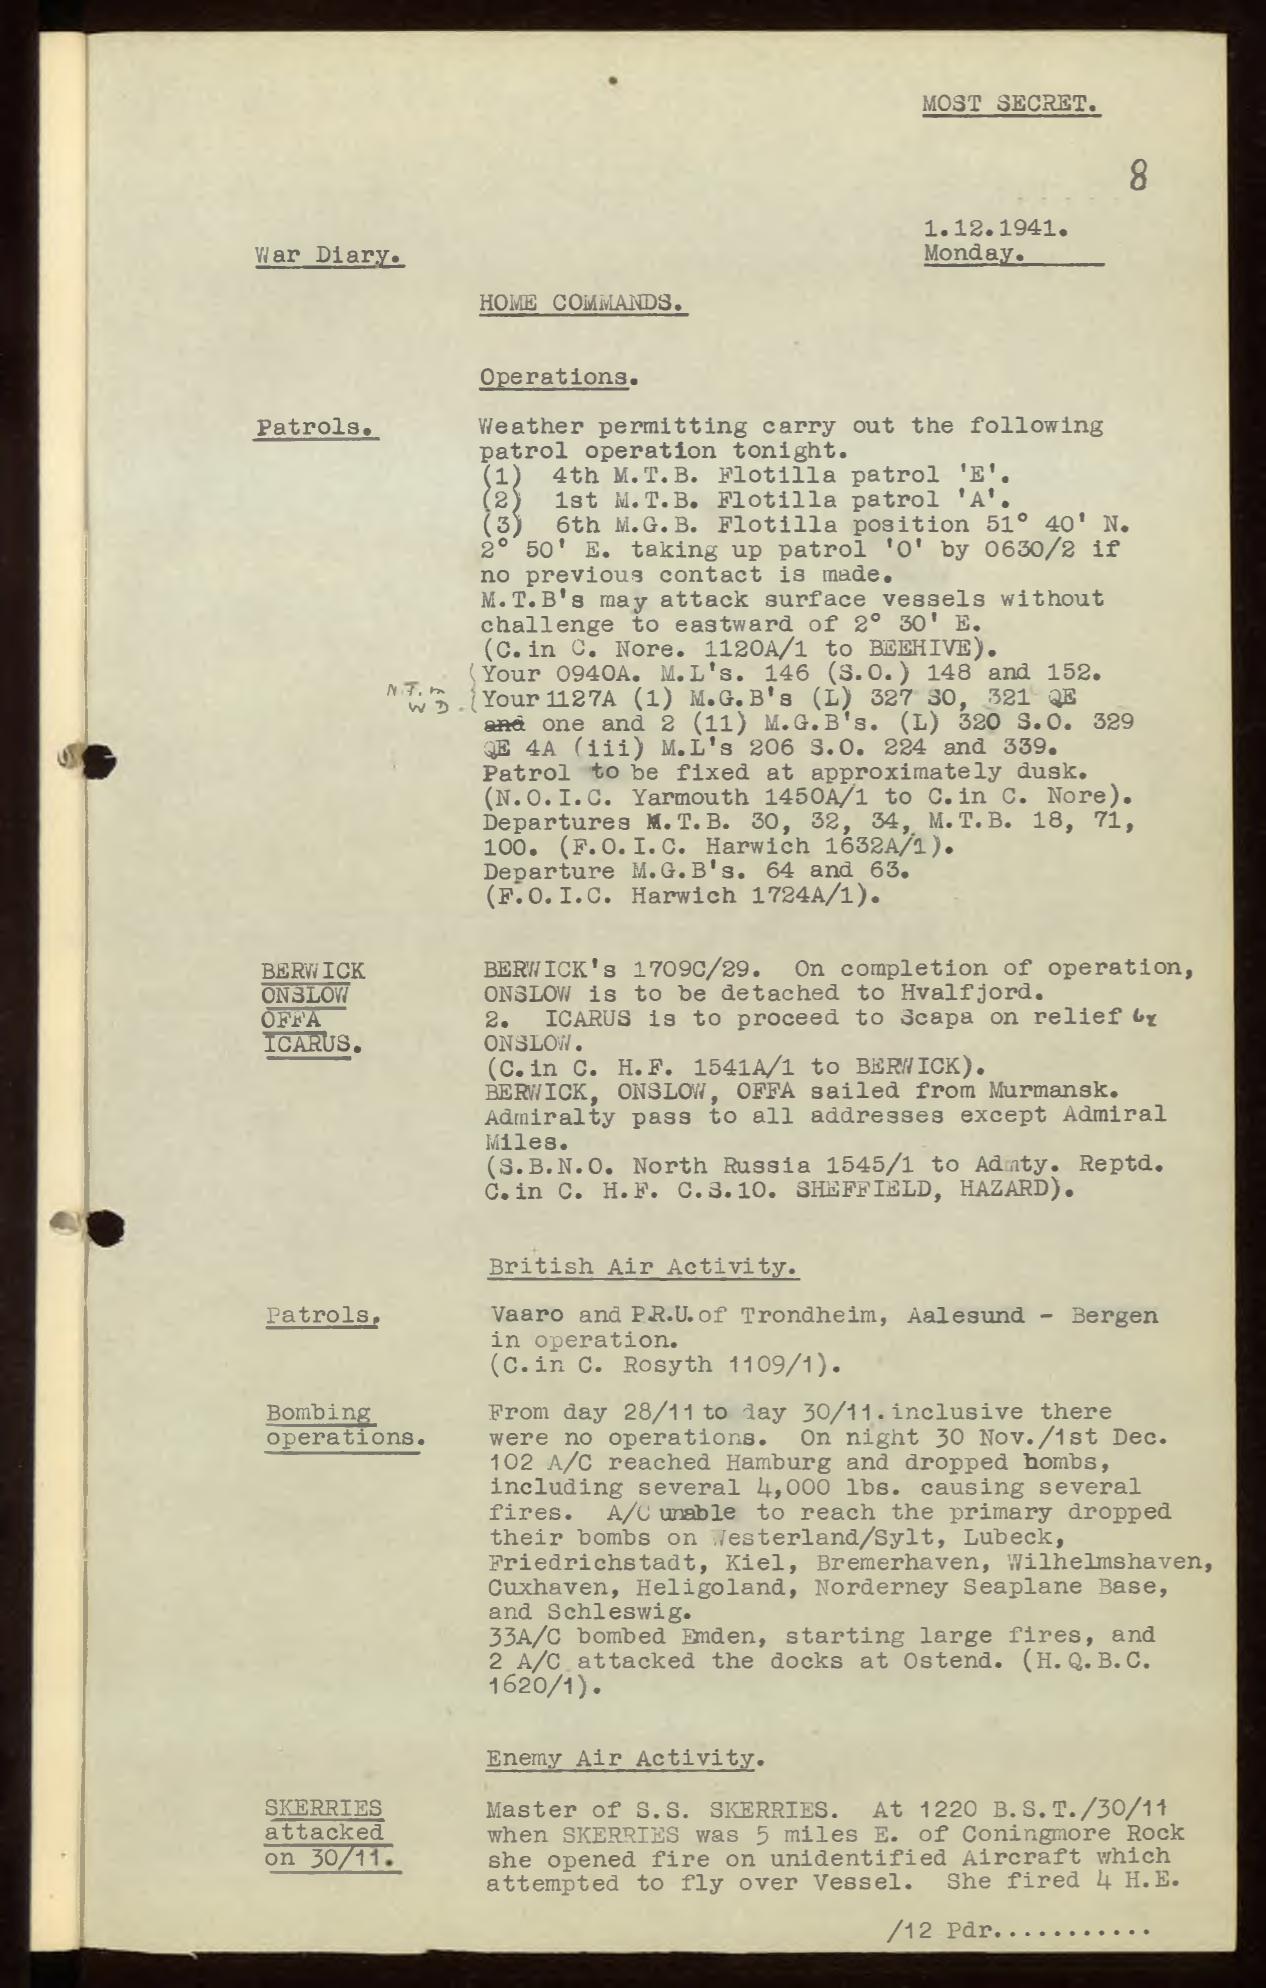 MOST SECRET.
8
1.12.1941.
War Diary.
Monday.
HOME COMMANDS.
Operations.
Patrols.
Weather permitting carry out the following
patrol operation tonight.
(1) 4th M.T.B. Flotilla patrol 'E'.
(2) 1st M.T.B. Flotilla patrol 'A'.
(3) 6th M.G.B. Flotilla position 51° 40' N.
2° 50' E. taking up patrol 'O' by 0630/2 if
no previous contact is made.
M.T.B's may attack surface vessels without
challenge to eastward of 2° 30' E.
(C.in C. Nore. 1120A/1 to BEEHIVE).
Your 0940A. M.L's. 146 (S.O.) 148 and 152.
N.T.m
W D.
Your 1127A (1) M.G.B's (L) 327 SO, 321 QE
and one and 2 (11) M.G.B's. (L) 320 S.O. 329
QE 4A (iii) M.L's 206 S.O. 224 and 339.
Patrol to be fixed at approximately dusk.
(N.O.I.C. Yarmouth 1450A/1 to C.in C. Nore).
Departures M.T.B. 30, 32, 34, M.T.B. 18, 71,
100. (F.O.I.C. Harwich 1632A/1).
Departure M.G.B's. 64 and 63.
(F.O.I.C. Harwich 1724A/1).
BERWICK
ONSLOW
OFFA
ICARUS.
BERWICK's 1709C/29. On completion of operation,
ONSLOW is to be detached to Hvalfjord.
2. ICARUS is to proceed to Scapa on relief by
ONSLOW.
(C.in C. H.F. 1541A/1 to BERWICK).
BERWICK, ONSLOW, OFFA sailed from Murmansk.
Admiralty pass to all addresses except Admiral
Miles.
(S.B.N.O. North Russia 1545/1 to Admty. Reptd.
C.in C. H.F. C.S.10. SHEFFIELD, HAZARD).
British Air Activity.
Patrols.
Vaaro and P.R.U. of Trondheim, Aalesund - Bergen
in operation.
(C.in C. Rosyth 1109/1).
Bombing
operations.
From day 28/11 to day 30/11. inclusive there
were no operations. On night 30 Nov./1st Dec.
102 A/C reached Hamburg and dropped bombs,
including several 4,000 lbs. causing several
fires. A/C unable to reach the primary dropped
their bombs on Westerland/Sylt, Lubeck,
Friedrichstadt, Kiel, Bremerhaven, Wilhelmshaven,
Cuxhaven, Heligoland, Norderney Seaplane Base,
and Schleswig.
33A/C bombed Emden, starting large fires, and
2 A/C attacked the docks at Ostend. (H.Q.B.C.
1620/1).
Enemy Air Activity.
SKERRIES
attacked
on 30/11.
Master of S.S. SKERRIES. At 1220 B.S.T./30/11
when SKERRIES was 5 miles E. of Coningmore Rock
she opened fire on unidentified Aircraft which
attempted to fly over Vessel. She fired 4 H.E.
/12 Pdr...........